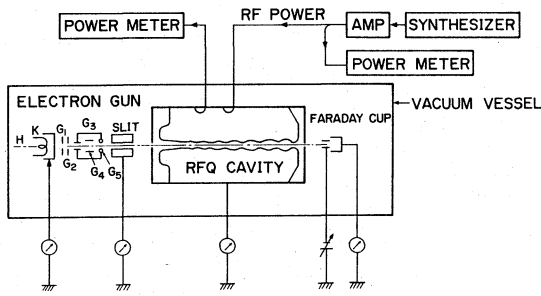 POWER METER
RF POWER
AMP
SYNTHESIZER
POWER METER
ELECTRON GUN
VACUUM VESSEL
FARADAY CUP
H K G1 G2 G3 G4 G5 SLIT
RFQ CAVITY